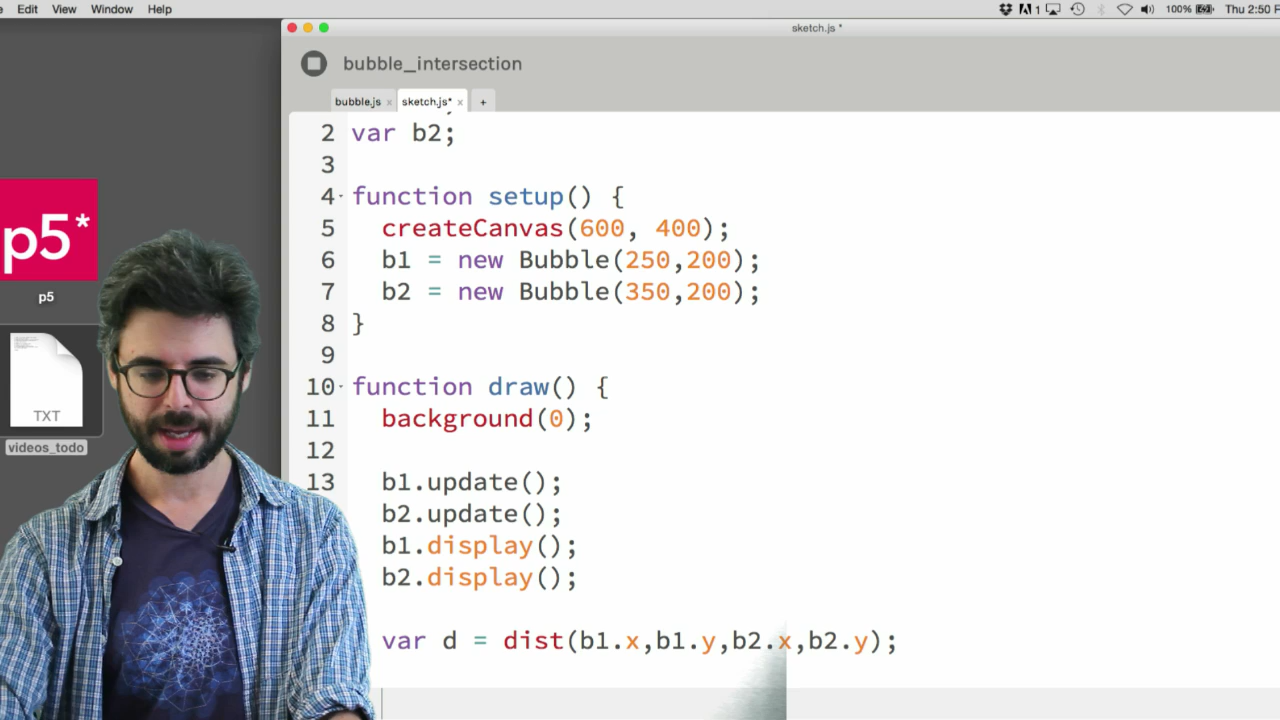 Edit View Window Help
1 100% Thu 2:50
sketch.js *
bubble_intersection
bubble.js × sketch.js* × +
2 var b2;
3
4 function setup() {
5 createCanvas(600, 400);
6 b1 = new Bubble(250,200);
7 b2 = new Bubble(350,200);
8 }
9
10 function draw() {
11 background(0);
12
13 b1.update();
b2.update();
b1.display();
b2.display();
var d = dist(b1.x,b1.y,b2.x,b2.y);
p5*
p5
TXT
videos_todo